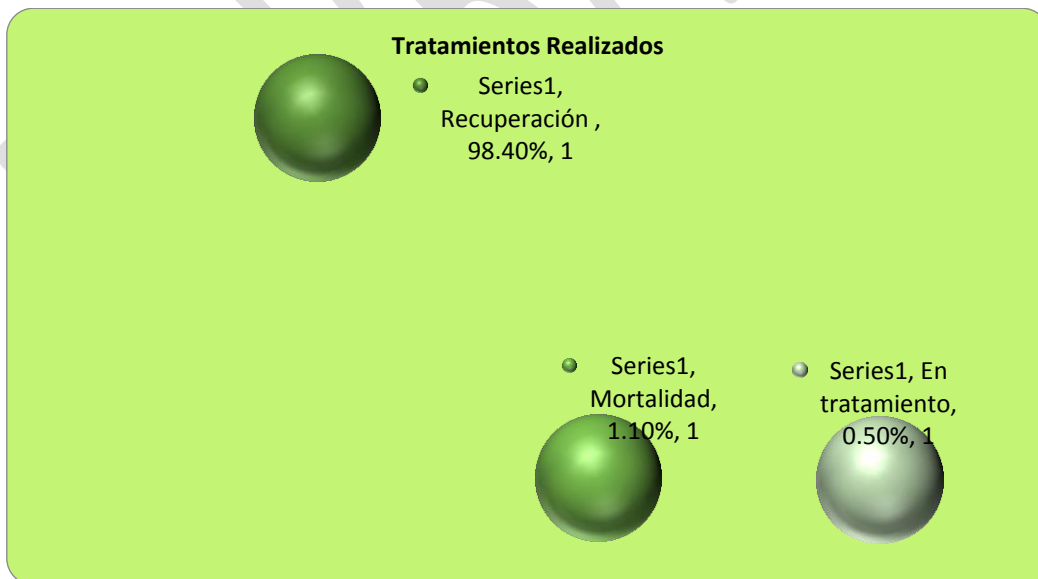 Tratamientos Realizados
Series1,
Recuperación ,
98.40%, 1
Series1,
Mortalidad,
1.10%, 1
Series1, En
tratamiento,
0.50%, 1